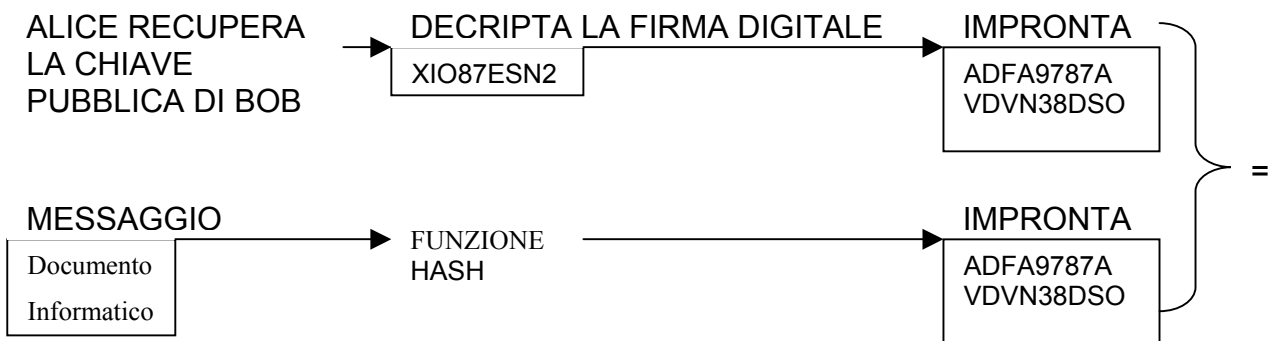 ALICE RECUPERA
LA CHIAVE
PUBBLICA DI BOB
DECRIPTA LA FIRMA DIGITALE
XIO87ESN2
IMPRONTA
ADFA9787A
VDVN38DSO
=
MESSAGGIO
Documento
Informatico
FUNZIONE
HASH
IMPRONTA
ADFA9787A
VDVN38DSO